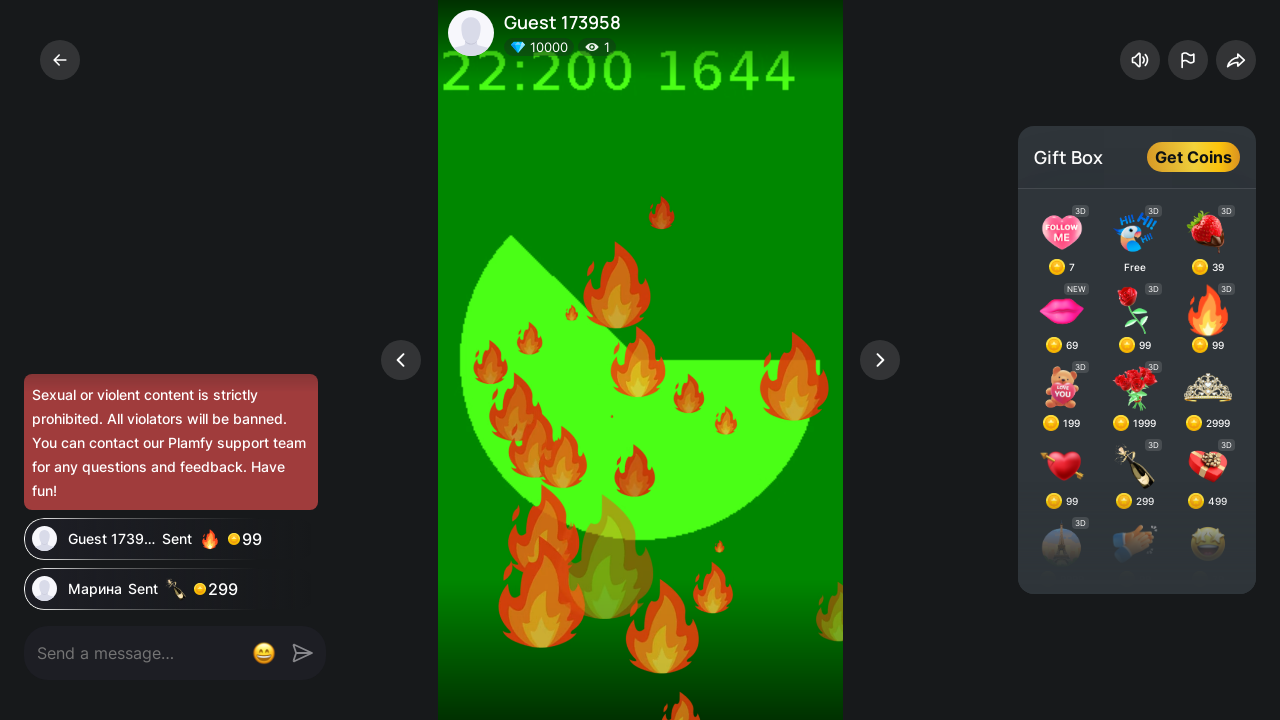 Guest 173958
10000
1
22:200 1644
Gift Box
Get Coins
3D
3D
3D
FOLLOW
ME
Hi! Hi!
Hi!
7
Free
39
NEW
3D
3D
69
99
99
3D
3D
LOVE
YOU
199
1999
2999
3D
3D
99
299
499
3D
Sexual or violent content is strictly
prohibited. All violators will be banned.
You can contact our Plamfy support team
for any questions and feedback. Have
fun!
Guest 1739... Sent 99
Марина Sent 299
Send a message...